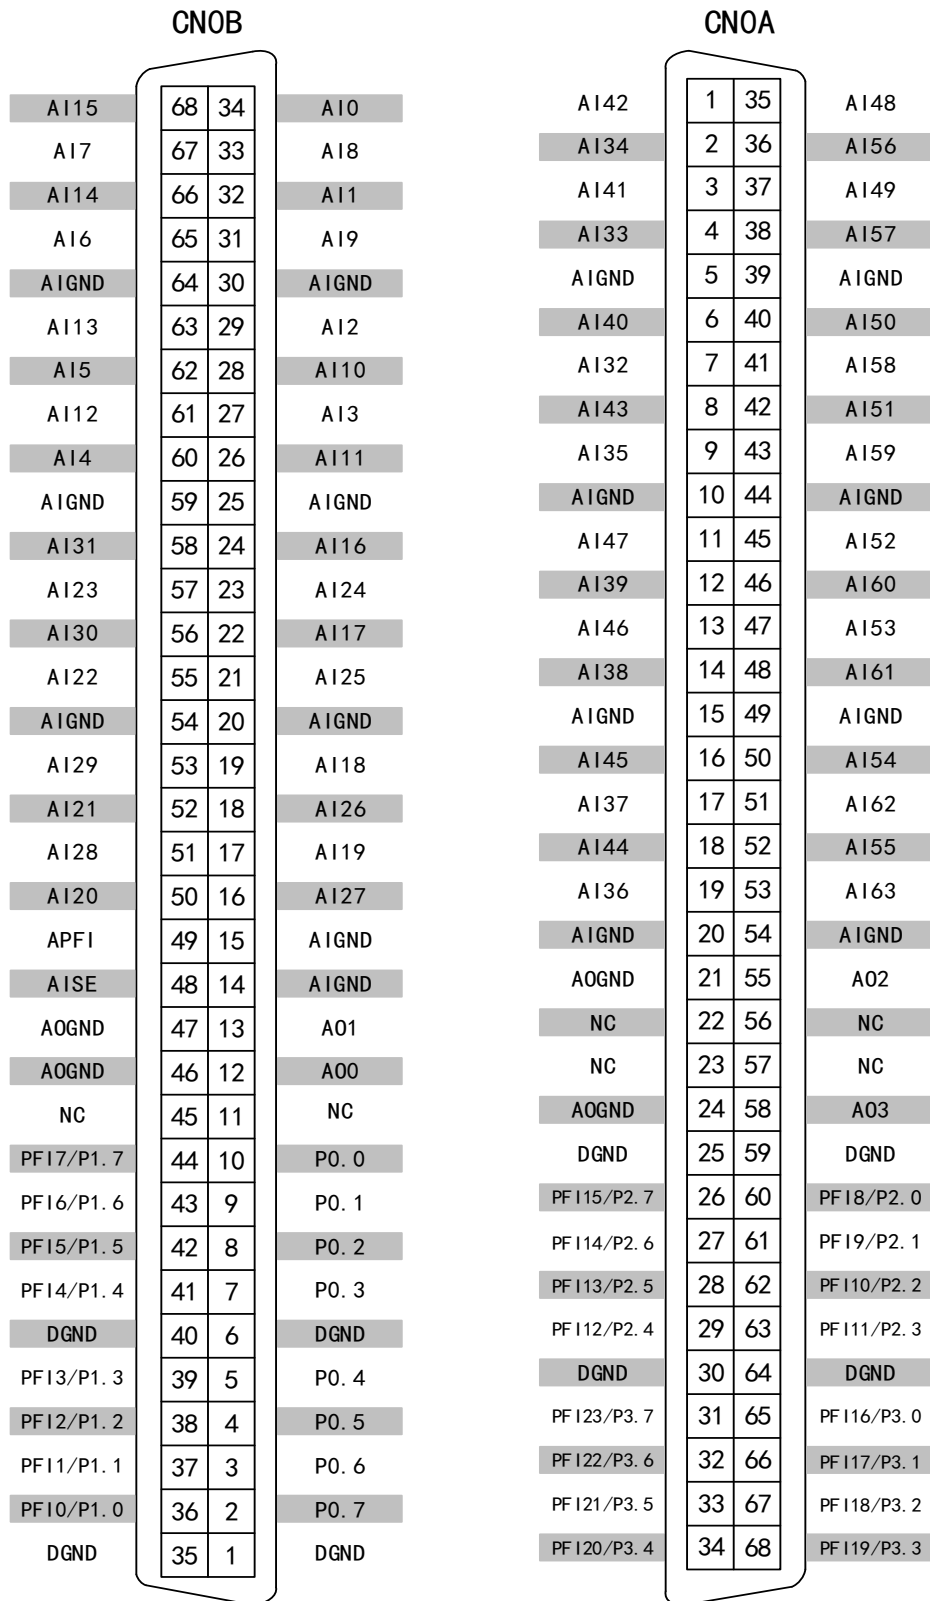 CN0B
CN0A
AI15 68 34 AI0
AI7 67 33 AI8
AI14 66 32 AI1
AI6 65 31 AI9
AIGND 64 30 AIGND
AI13 63 29 AI2
AI5 62 28 AI10
AI12 61 27 AI3
AI4 60 26 AI11
AIGND 59 25 AIGND
AI31 58 24 AI16
AI23 57 23 AI24
AI30 56 22 AI17
AI22 55 21 AI25
AIGND 54 20 AIGND
AI29 53 19 AI18
AI21 52 18 AI26
AI28 51 17 AI19
AI20 50 16 AI27
APFI 49 15 AIGND
AISE 48 14 AIGND
AOGND 47 13 AO1
AOGND 46 12 AO0
NC 45 11 NC
PFI7/P1.7 44 10 P0.0
PFI6/P1.6 43 9 P0.1
PFI5/P1.5 42 8 P0.2
PFI4/P1.4 41 7 P0.3
DGND 40 6 DGND
PFI3/P1.3 39 5 P0.4
PFI2/P1.2 38 4 P0.5
PFI1/P1.1 37 3 P0.6
PFI0/P1.0 36 2 P0.7
DGND 35 1 DGND
AI42 1 35 AI48
AI34 2 36 AI56
AI41 3 37 AI49
AI33 4 38 AI57
AIGND 5 39 AIGND
AI40 6 40 AI50
AI32 7 41 AI58
AI43 8 42 AI51
AI35 9 43 AI59
AIGND 10 44 AIGND
AI47 11 45 AI52
AI39 12 46 AI60
AI46 13 47 AI53
AI38 14 48 AI61
AIGND 15 49 AIGND
AI45 16 50 AI54
AI37 17 51 AI62
AI44 18 52 AI55
AI36 19 53 AI63
AIGND 20 54 AIGND
AOGND 21 55 AO2
NC 22 56 NC
NC 23 57 NC
AOGND 24 58 AO3
DGND 25 59 DGND
PFI15/P2.7 26 60 PFI8/P2.0
PFI14/P2.6 27 61 PFI9/P2.1
PFI13/P2.5 28 62 PFI10/P2.2
PFI12/P2.4 29 63 PFI11/P2.3
DGND 30 64 DGND
PFI23/P3.7 31 65 PFI16/P3.0
PFI22/P3.6 32 66 PFI17/P3.1
PFI21/P3.5 33 67 PFI18/P3.2
PFI20/P3.4 34 68 PFI19/P3.3